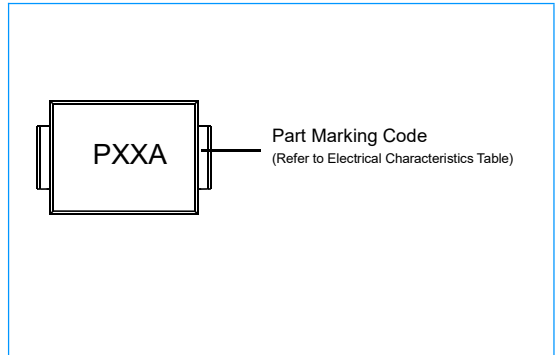 PXXA
Part Marking Code
(Refer to Electrical Characteristics Table)